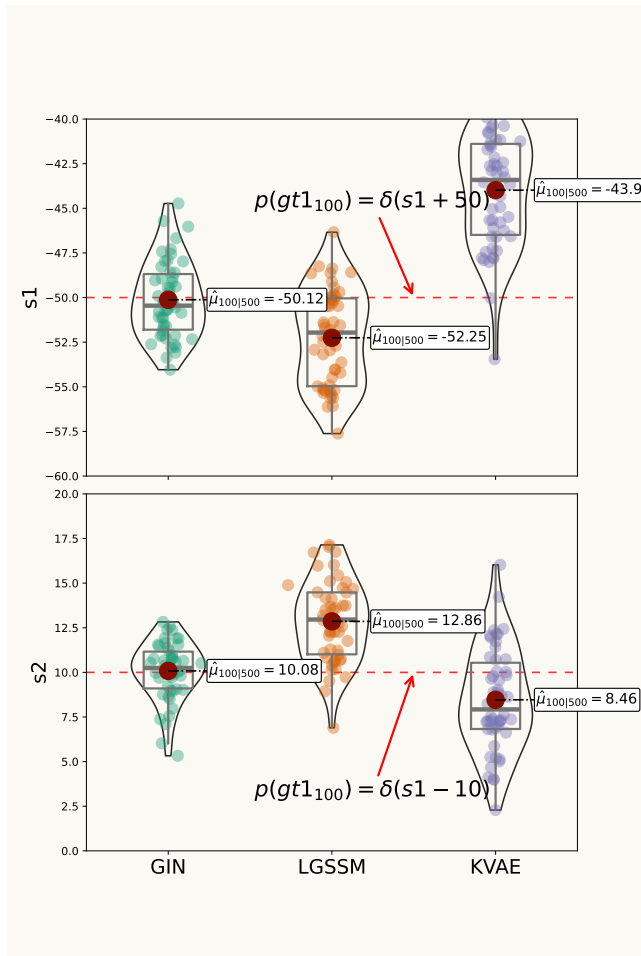 −40.0
−42.5
−45.0
−47.5
−50.0
−52.5
−55.0
−57.5
−60.0
s1
p(gt1₁₀₀) = δ(s1 + 50)
μ̂₁₀₀|₅₀₀ = -43.9
μ̂₁₀₀|₅₀₀ = -50.12
μ̂₁₀₀|₅₀₀ = -52.25
20.0
17.5
15.0
12.5
10.0
7.5
5.0
2.5
0.0
s2
μ̂₁₀₀|₅₀₀ = 12.86
μ̂₁₀₀|₅₀₀ = 10.08
μ̂₁₀₀|₅₀₀ = 8.46
p(gt1₁₀₀) = δ(s1 − 10)
GIN LGSSM KVAE